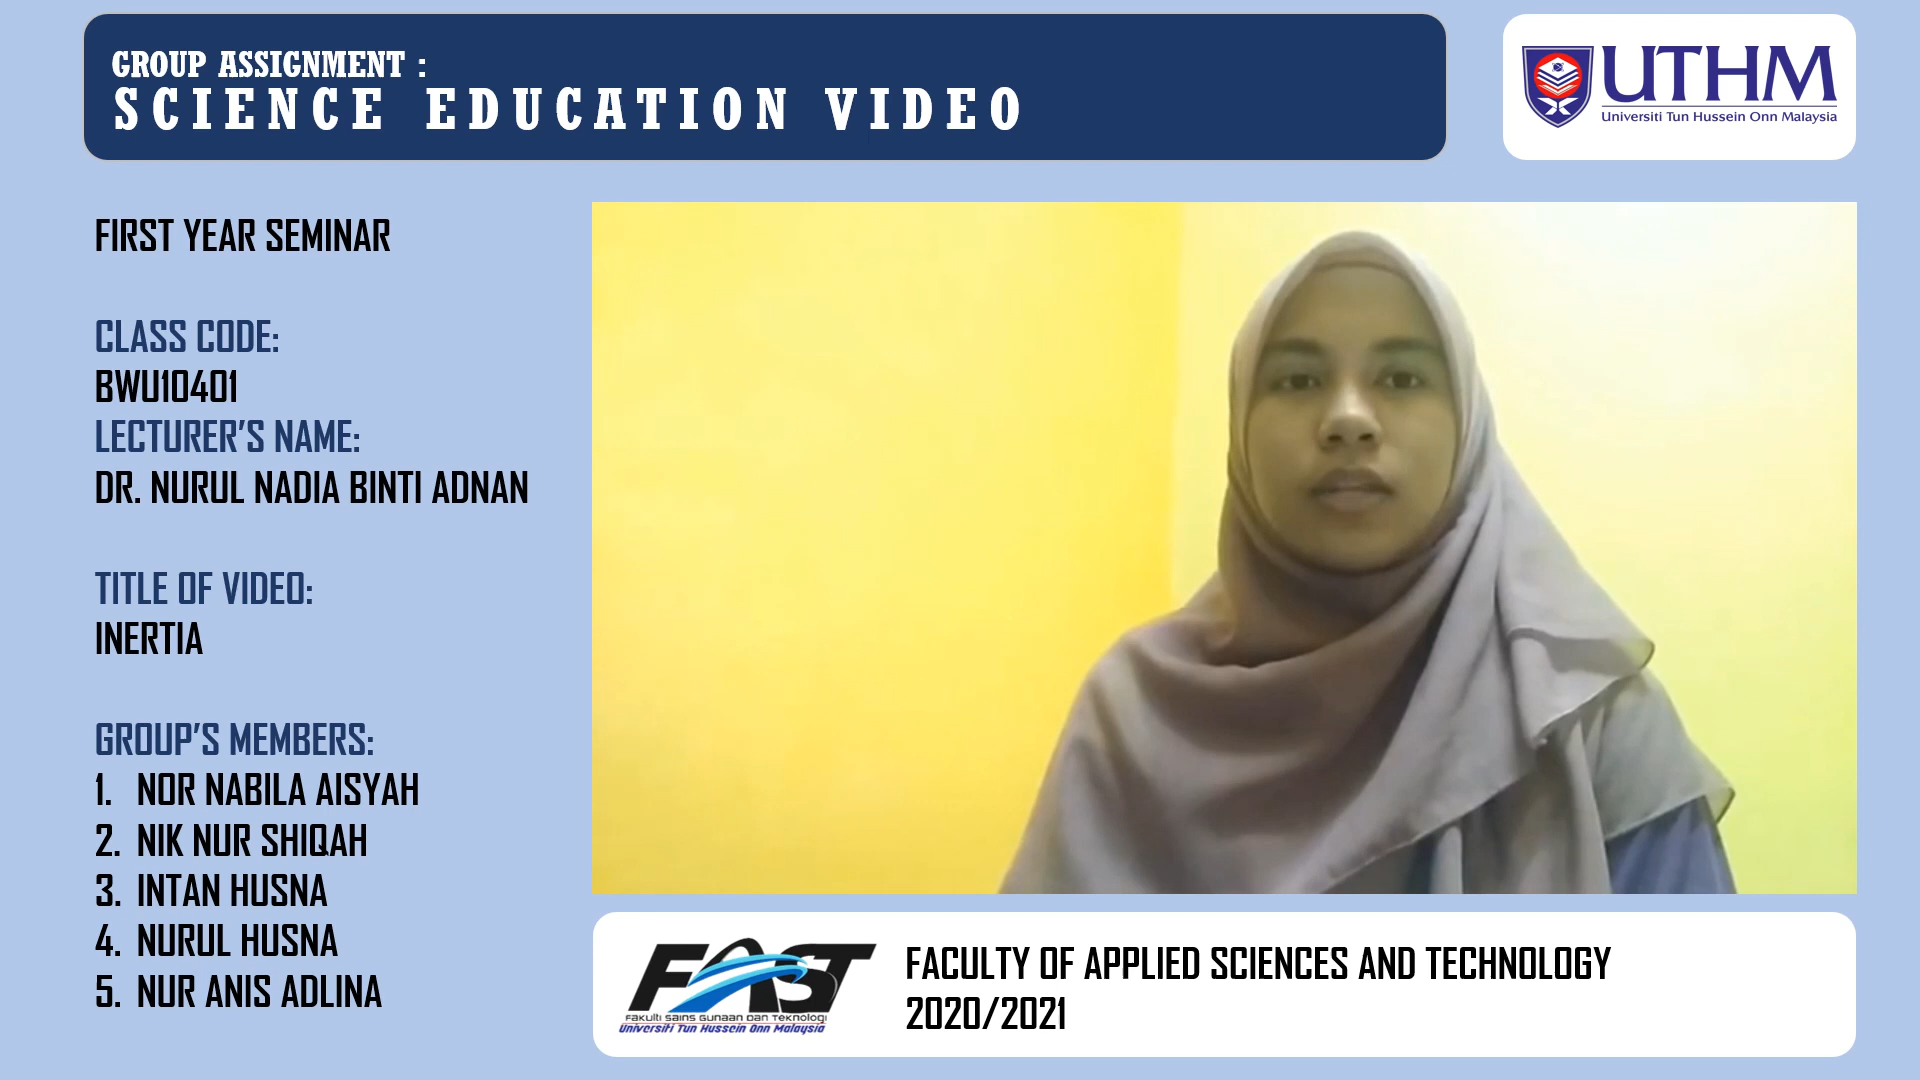 GROUP ASSIGNMENT :
SCIENCE EDUCATION VIDEO
UTHM
Universiti Tun Hussein Onn Malaysia
FIRST YEAR SEMINAR
CLASS CODE:
BWU10401
LECTURER'S NAME:
DR. NURUL NADIA BINTI ADNAN
TITLE OF VIDEO:
INERTIA
GROUP'S MEMBERS:
1. NOR NABILA AISYAH
2. NIK NUR SHIQAH
3. INTAN HUSNA
4. NURUL HUSNA
5. NUR ANIS ADLINA
FAST
Fakulti Sains Gunaan dan Teknologi
Universiti Tun Hussein Onn Malaysia
FACULTY OF APPLIED SCIENCES AND TECHNOLOGY
2020/2021